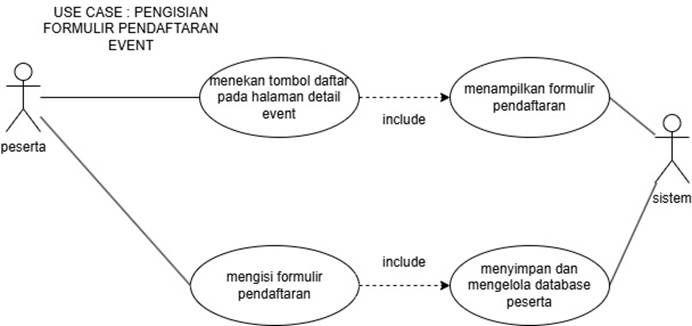 USE CASE : PENGISIAN
FORMULIR PENDAFTARAN
EVENT
menekan tombol daftar
pada halaman detail
event
include
menampilkan formulir
pendaftaran
peserta
sistem
mengisi formulir
pendaftaran
include
menyimpan dan
mengelola database
peserta